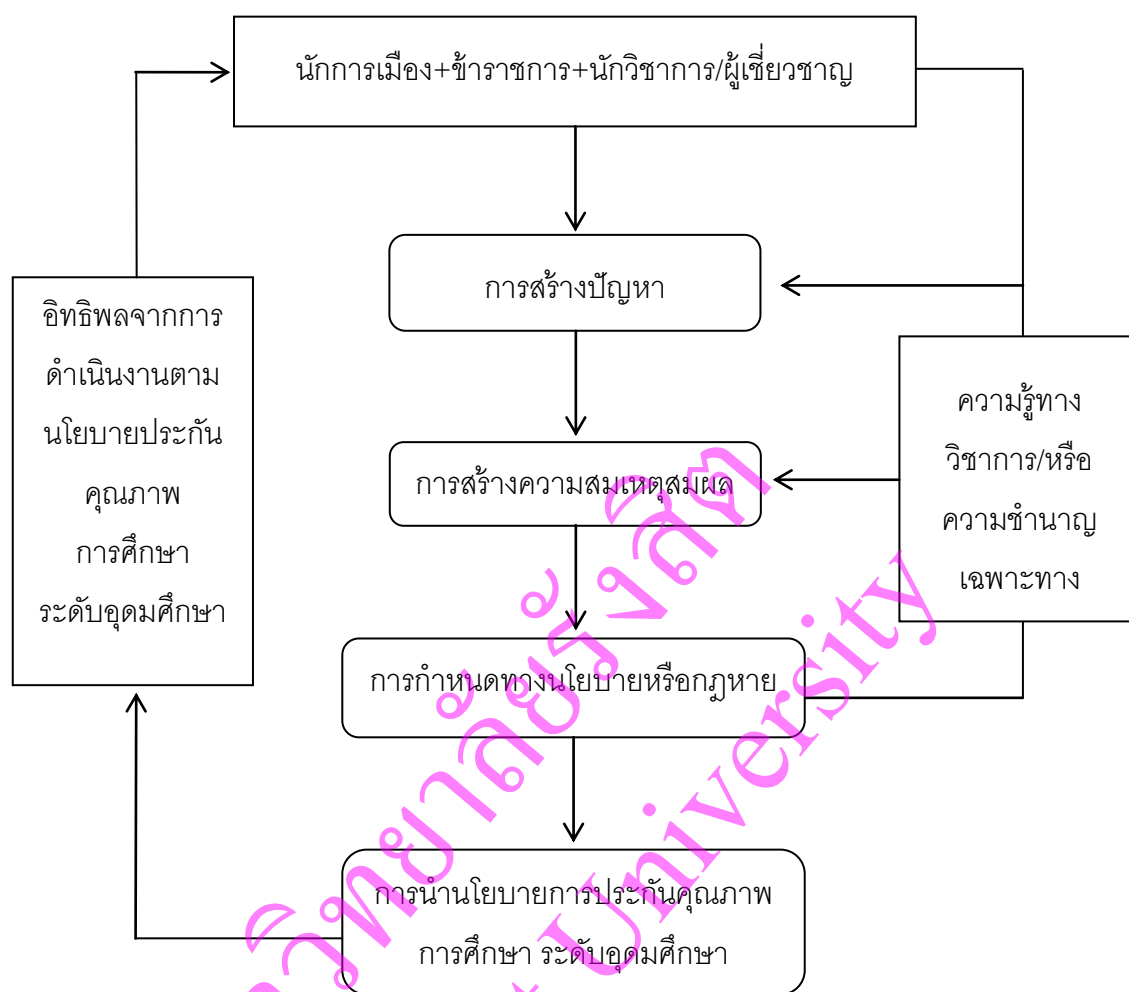 นักการเมือง+ข้าราชการ+นักวิชาการ/ผู้เชี่ยวชาญ
การสร้างปัญหา
อิทธิพลจากการ
ดำเนินงานตาม
นโยบายประกัน
คุณภาพ
การศึกษา
ระดับอุดมศึกษา
ความรู้ทาง
วิชาการ/หรือ
ความชำนาญ
เฉพาะทาง
การสร้างความสมเหตุสมผล
การกำหนดทางนโยบายหรือกฎหาย
การนำนโยบายการประกันคุณภาพ
การศึกษา ระดับอุดมศึกษา
วิทยาลัยรังสิต
University